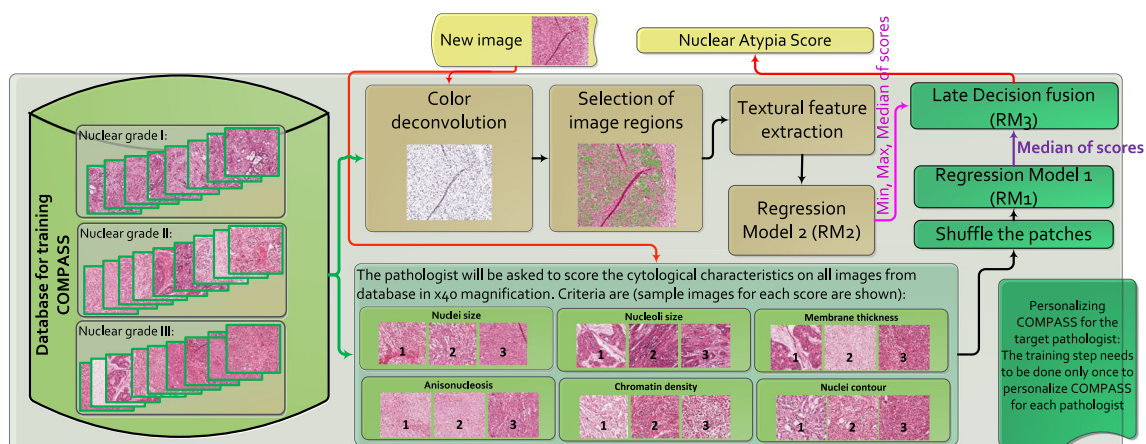 New image
Nuclear Atypia Score
Database for training
COMPASS
Nuclear grade I:
Nuclear grade II:
Nuclear grade III:
Color
deconvolution
Selection of
image regions
Textural feature
extraction
Regression
Model 2 (RM2)
Min, Max, Median of scores
Late Decision fusion
(RM3)
Median of scores
Regression Model 1
(RM1)
Shuffle the patches
The pathologist will be asked to score the cytological characteristics on all images from
database in x40 magnification. Criteria are (sample images for each score are shown):
Nuclei size
1 2 3
Nucleoli size
1 2 3
Membrane thickness
1 2 3
Anisonucleosis
1 2 3
Chromatin density
1 2 3
Nuclei contour
1 2 3
Personalizing
COMPASS for the
target pathologist:
The training step needs
to be done only once to
personalize COMPASS
for each pathologist